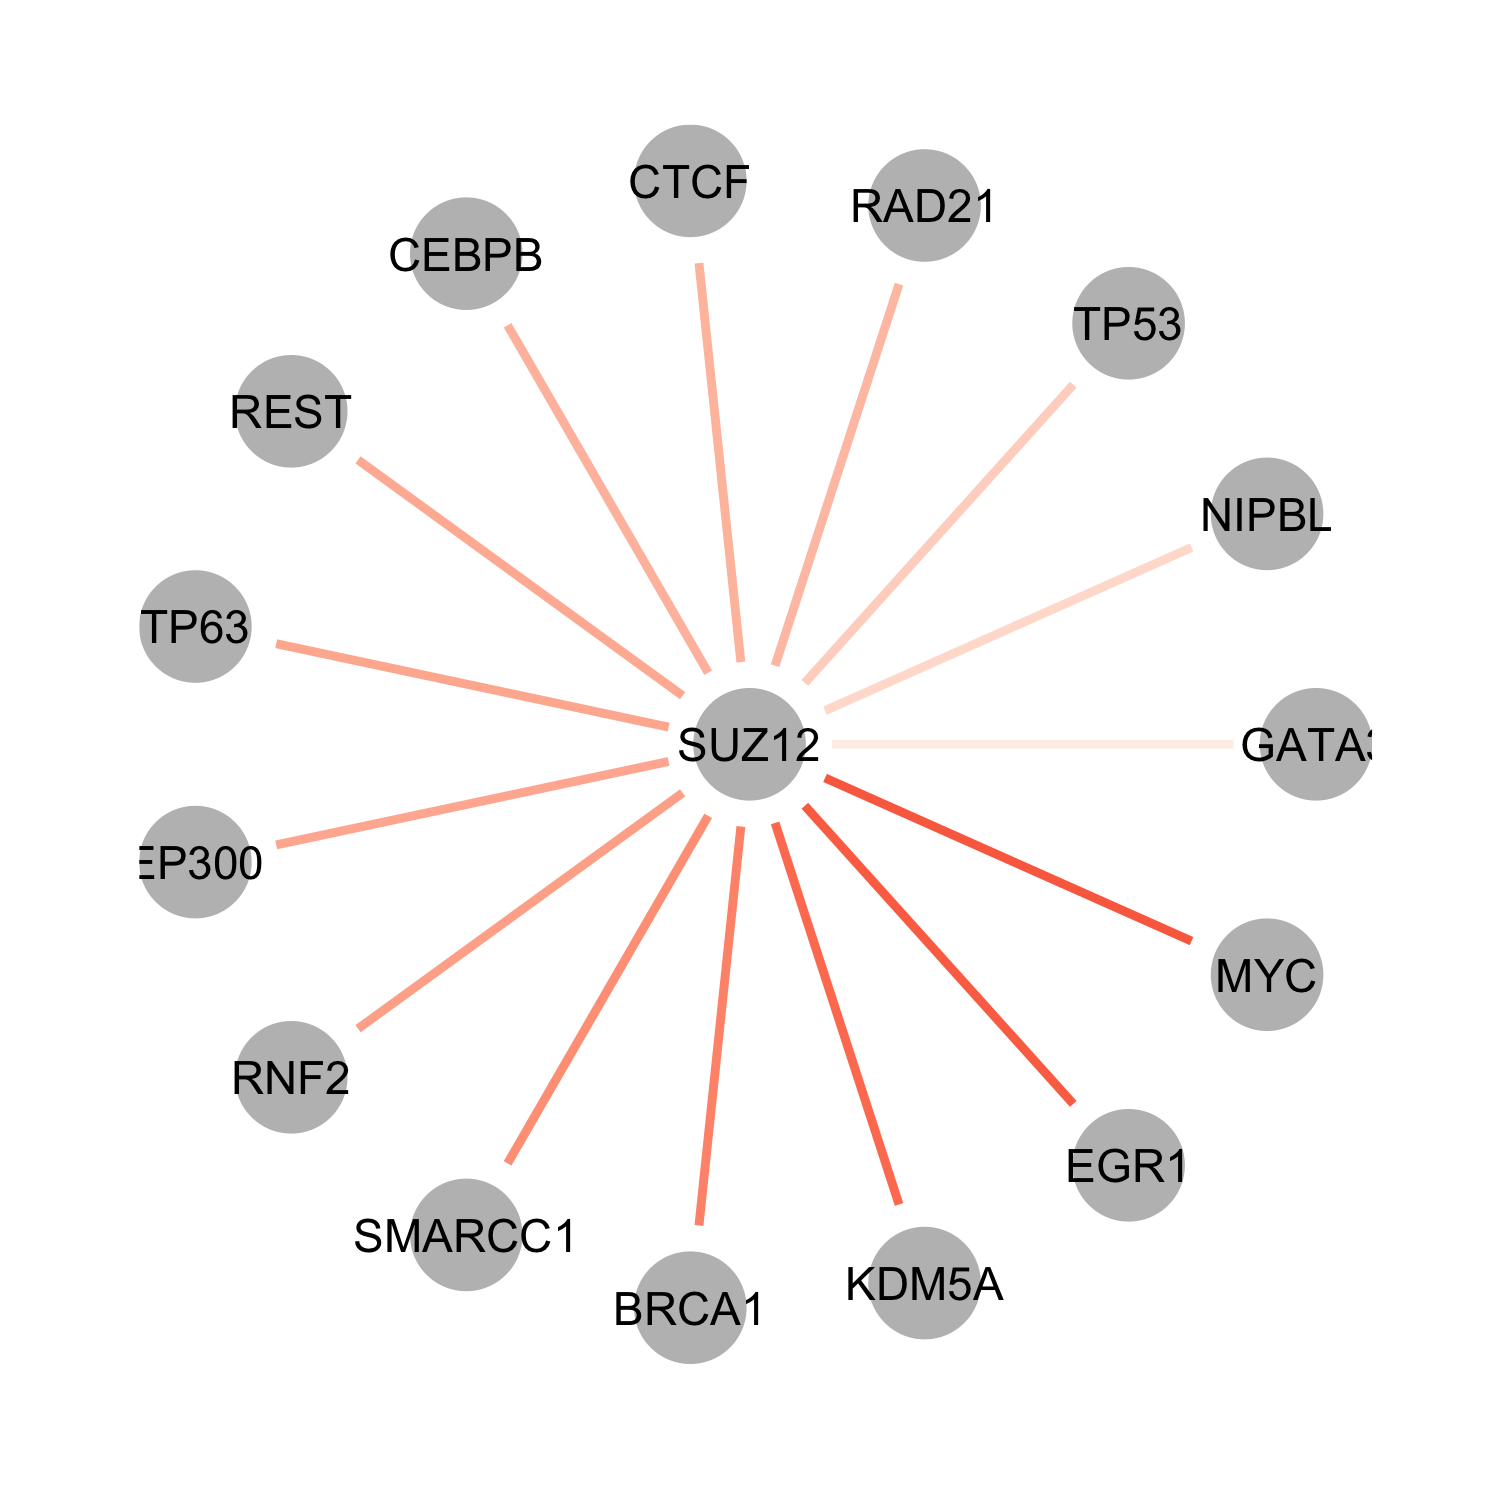 CTCF
RAD21
CEBPB
TP53
REST
NIPBL
TP63
SUZ12
GATA3
EP300
MYC
RNF2
EGR1
SMARCC1
KDM5A
BRCA1